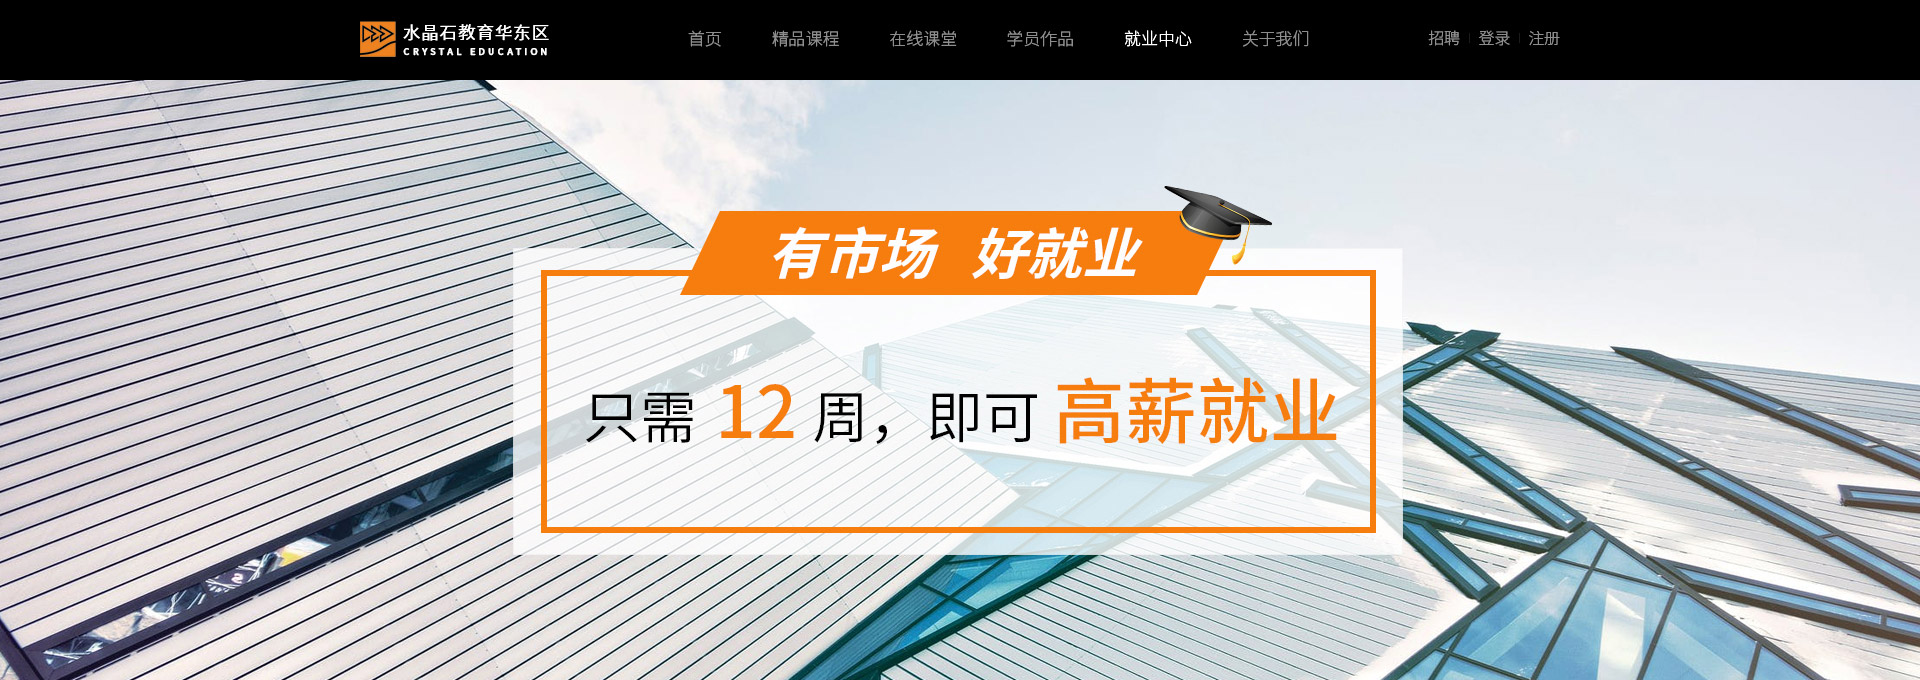 水晶石教育华东区
CRYSTAL EDUCATION
首页 精品课程 在线课堂 学员作品 就业中心 关于我们 招聘 登录 注册
有市场 好就业
只需 12 周，即可 高薪就业